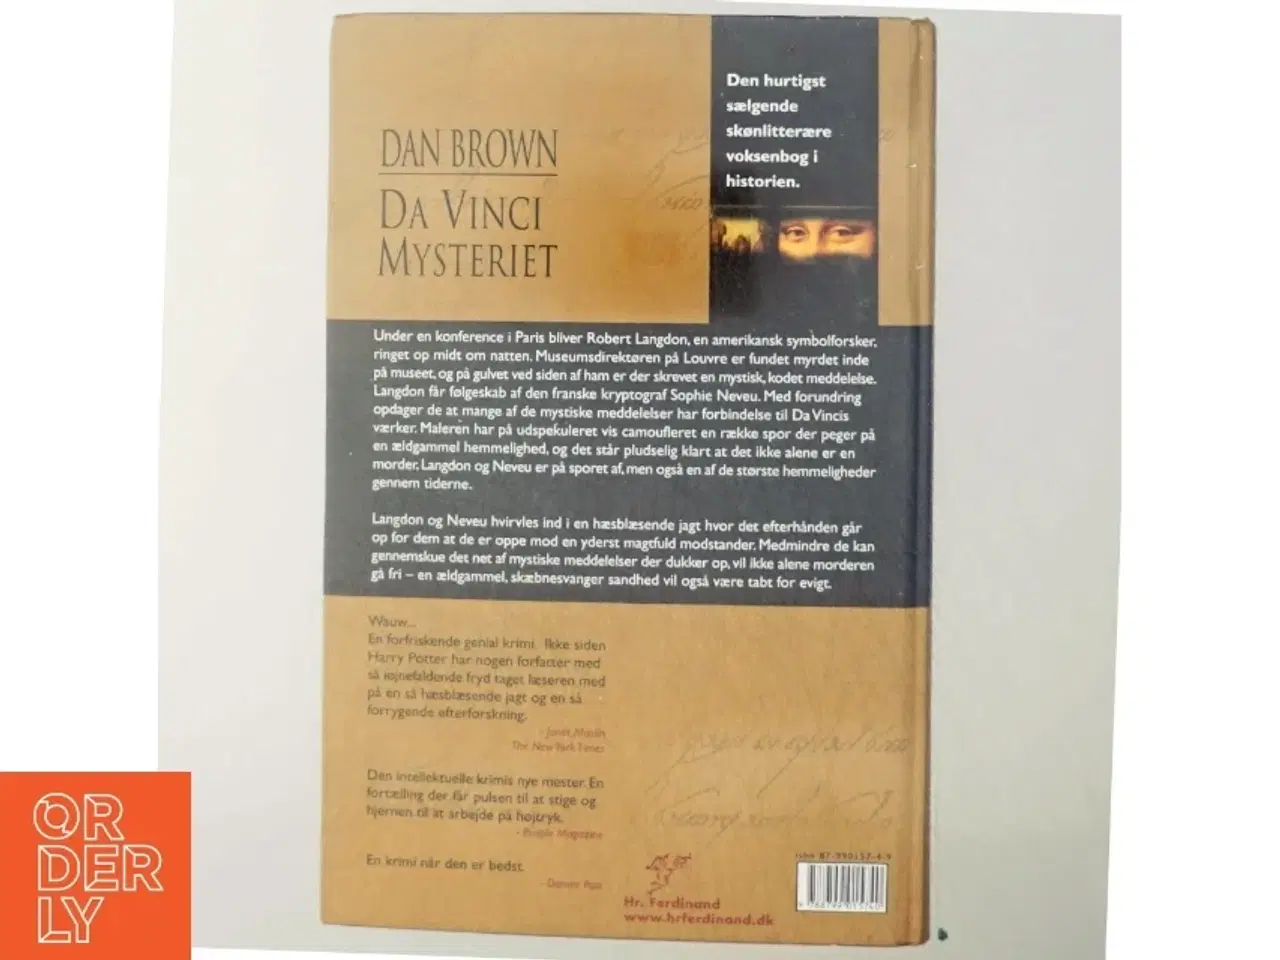 Den hurtigst
sælgende
skønlitterære
voksenbog i
historien.
DAN BROWN
DA VINCI
MYSTERIET
Under en konference i Paris bliver Robert Langdon, en amerikansk symbolforsker,
ringet op midt om natten. Museumsdirektøren på Louvre er fundet myrdet inde
på museet, og på gulvet ved siden af ham er der skrevet en mystisk, kodet meddelelse.
Langdon får følgeskab af den franske kryptograf Sophie Neveu. Med forundring
opdager de at mange af de mystiske meddelelser har forbindelse til Da Vincis
værker. Maleren har på udspekuleret vis camoufleret en række spor der peger på
en ældgammel hemmelighed, og det står pludselig klart at det ikke alene er en
morder, Langdon og Neveu er på sporet af, men også en af de største hemmeligheder
gennem tiderne.
Langdon og Neveu hvirvles ind i en hæsblæsende jagt hvor det efterhånden går
op for dem at de er oppe mod en yderst magtfuld modstander. Medmindre de kan
gennemskue det net af mystiske meddelelser der dukker op, vil ikke alene morderen
gå fri – en ældgammel, skæbnesvanger sandhed vil også være tabt for evigt.
Wauw...
En forfriskende genial krimi. Ikke siden
Harry Potter har nogen forfatter med
så iøjnefaldende fryd taget læseren med
på en så hæsblæsende jagt og en så
forrygende efterforskning.
- Janet Maslin
The New York Times
Den intellektuelle krimis nye mester. En
fortælling der får pulsen til at stige og
hjernen til at arbejde på højtryk.
- People Magazine
En krimi når den er bedst.
Hr. Ferdinand
www.hrferdinand.dk
isbn 87-990157-4-9
ORDERLY